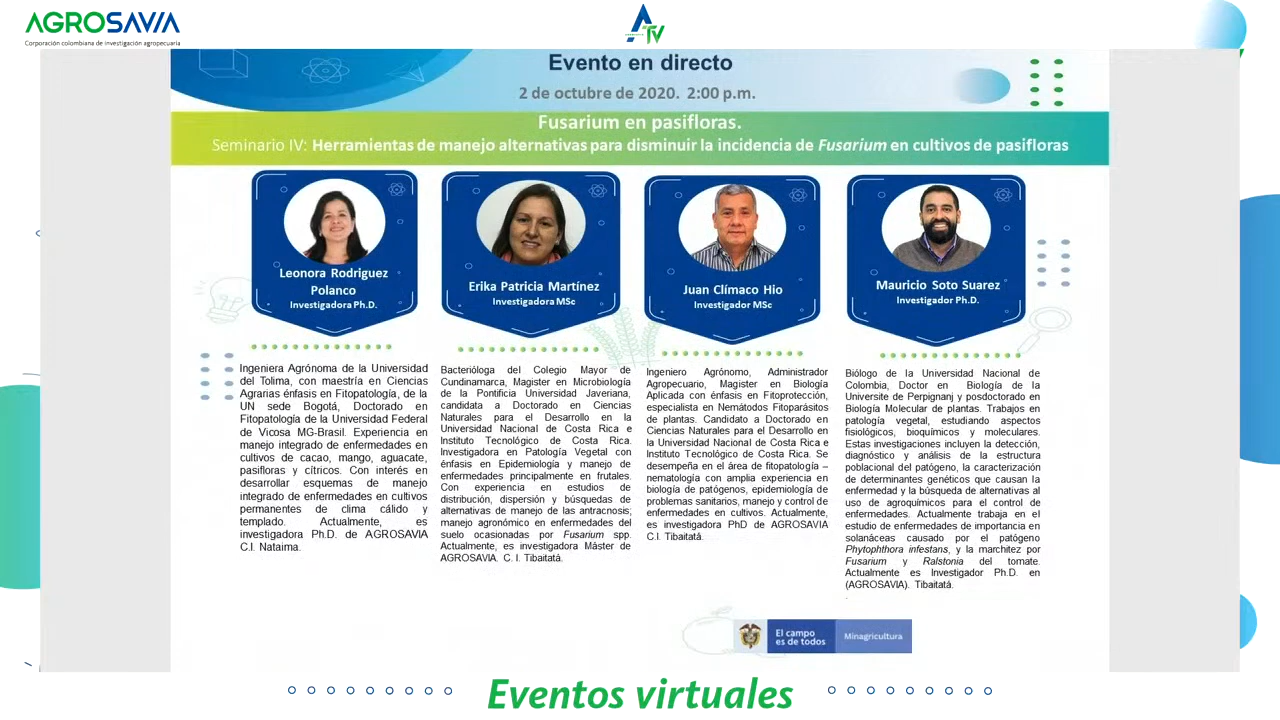 AGROSAVIA
Corporación colombiana de investigación agropecuaria
TV
Evento en directo
2 de octubre de 2020. 2:00 p.m.
Fusarium en pasifloras.
Seminario IV: Herramientas de manejo alternativas para disminuir la incidencia de Fusarium en cultivos de pasifloras
Leonora Rodriguez
Polanco
Investigadora Ph.D.
Ingeniera Agrónoma de la Universidad
del Tolima, con maestría en Ciencias
Agrarias énfasis en Fitopatología, de la
UN sede Bogotá, Doctorado en
Fitopatología de la Universidad Federal
de Vicosa MG-Brasil. Experiencia en
manejo integrado de enfermedades en
cultivos de cacao, mango, aguacate,
pasifloras y cítricos. Con interés en
desarrollar esquemas de manejo
integrado de enfermedades en cultivos
permanentes de clima cálido y
templado. Actualmente, es
investigadora Ph.D. de AGROSAVIA
C.I. Nataima.
Erika Patricia Martínez
Investigadora MSc
Bacterióloga del Colegio Mayor de
Cundinamarca, Magister en Microbiología
de la Pontificia Universidad Javeriana,
candidata a Doctorado en Ciencias
Naturales para el Desarrollo en la
Universidad Nacional de Costa Rica e
Instituto Tecnológico de Costa Rica.
Investigadora en Patología Vegetal con
énfasis en Epidemiología y manejo de
enfermedades principalmente en frutales.
Con experiencia en estudios de
distribución, dispersión y búsquedas de
alternativas de manejo de las antracnosis;
manejo agronómico en enfermedades del
suelo ocasionadas por Fusarium spp.
Actualmente, es investigadora Máster de
AGROSAVIA. C. I. Tibaitatá.
Juan Clímaco Hio
Investigador MSc
Ingeniero Agrónomo, Administrador
Agropecuario, Magister en Biología
Aplicada con énfasis en Fitoprotección,
especialista en Nemátodos Fitoparásitos
de plantas. Candidato a Doctorado en
Ciencias Naturales para el Desarrollo en
la Universidad Nacional de Costa Rica e
Instituto Tecnológico de Costa Rica. Se
desempeña en el área de fitopatología –
nematología con amplia experiencia en
biología de patógenos, epidemiología de
problemas sanitarios, manejo y control de
enfermedades en cultivos. Actualmente,
es investigador PhD de AGROSAVIA
C.I. Tibaitatá.
Mauricio Soto Suarez
Investigador Ph.D.
Biólogo de la Universidad Nacional de
Colombia, Doctor en Biología de la
Universite de Perpignanj y posdoctorado en
Biología Molecular de plantas. Trabajos en
patología vegetal, estudiando aspectos
fisiológicos, bioquímicos y moleculares.
Estas investigaciones incluyen la detección,
diagnóstico y análisis de la estructura
poblacional del patógeno, la caracterización
de determinantes genéticos que causan la
enfermedad y la búsqueda de alternativas al
uso de agroquímicos para el control de
enfermedades. Actualmente trabaja en el
estudio de enfermedades de importancia en
solanáceas causado por el patógeno
Phytophthora infestans, y la marchitez por
Fusarium y Ralstonia del tomate.
Actualmente es Investigador Ph.D. en
(AGROSAVIA). Tibaitatá.
El campo
es de todos
Minagricultura
Eventos virtuales